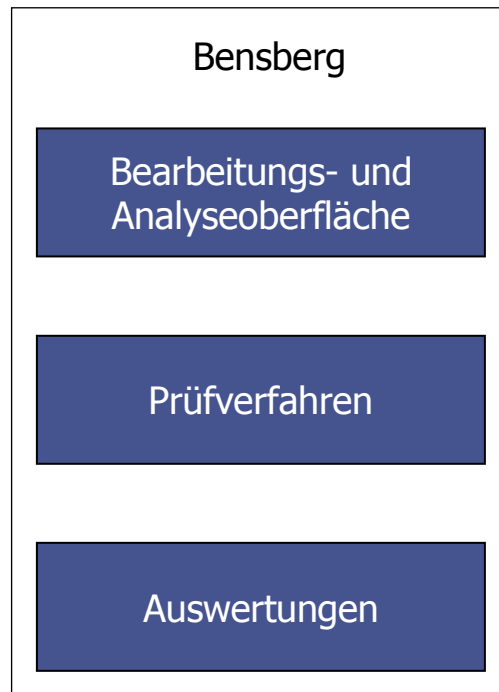 Bensberg
Bearbeitungs- und
Analyseoberfläche
Prüfverfahren
Auswertungen